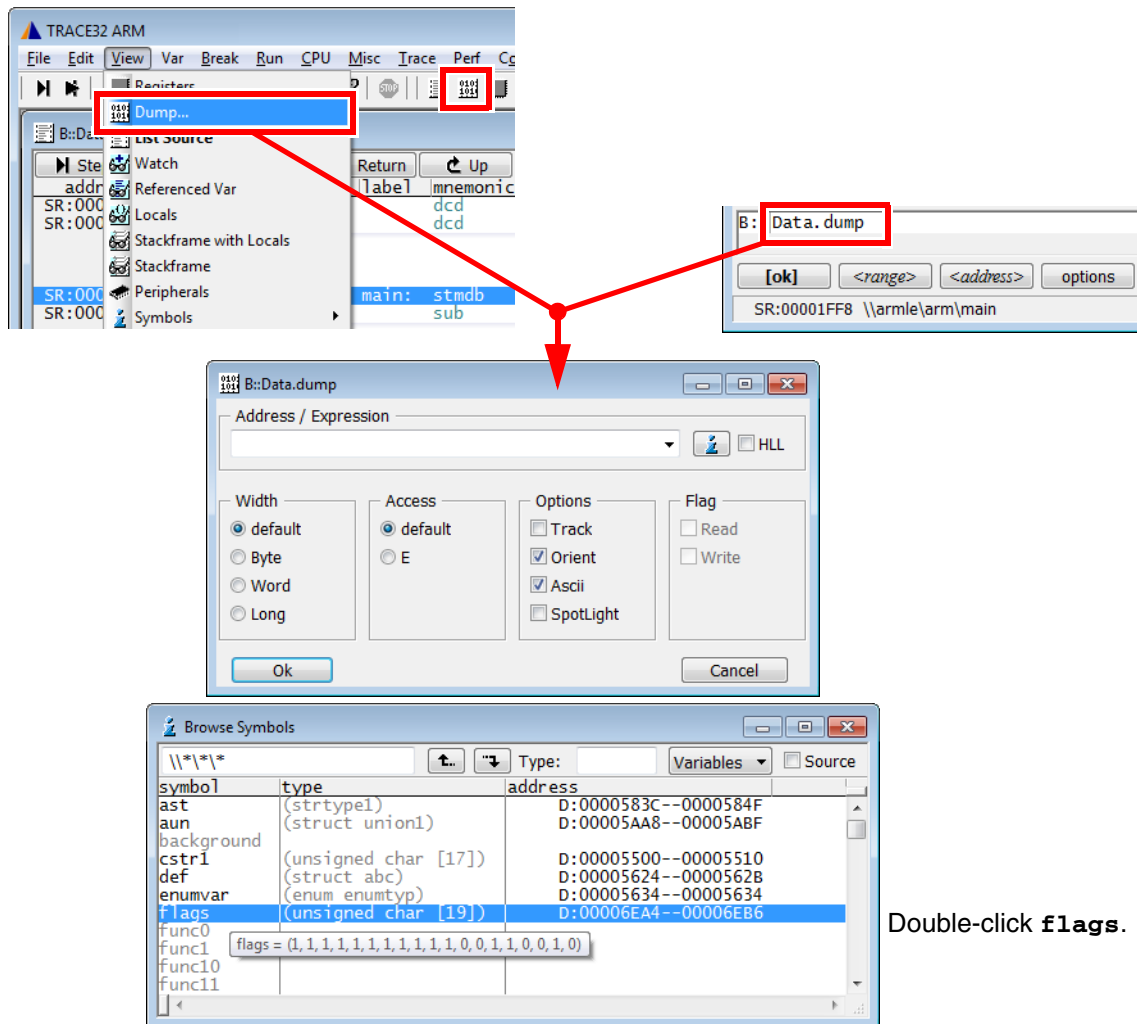 TRACE32 ARM
File Edit View Var Break Run CPU Misc Trace Perf
Registers
STOP
Dump...
B::Da
List Source
Ste
Watch
Return
Up
addr
Referenced Var
label
mnemonic
SR:000
Locals
dcd
SR:000
dcd
Stackframe with Locals
Stackframe
SR:000
Peripherals
main:
stmdb
SR:000
Symbols
sub
B: Data.dump
[ok] <range> <address> options
SR:00001FF8 \\armle\arm\main
B::Data.dump
Address / Expression
HLL
Width Access Options Flag
default default Track Read
Byte E Orient Write
Word Ascii
Long SpotLight
Ok Cancel
Browse Symbols
\\*\*\* Type: Variables Source
symbol type address
ast (strtype1) D:0000583C--0000584F
aun (struct union1) D:00005AA8--00005ABF
background
cstr1 (unsigned char [17]) D:00005500--00005510
def (struct abc) D:00005624--0000562B
enumvar (enum enumtyp) D:00005634--00005634
flags (unsigned char [19]) D:00006EA4--00006EB6
Double-click flags.
func0
func1 flags = (1, 1, 1, 1, 1, 1, 1, 1, 1, 1, 1, 0, 0, 1, 1, 0, 0, 1, 0)
func10
func11